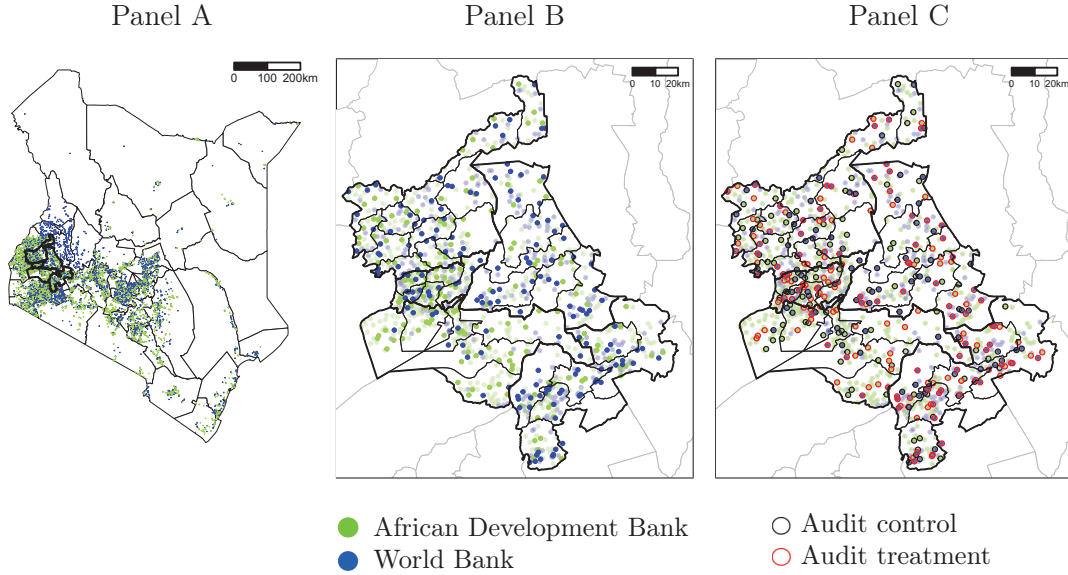 Panel A
Panel B
Panel C
0 100 200km
0 10 20km
0 10 20km
African Development Bank
World Bank
Audit control
Audit treatment